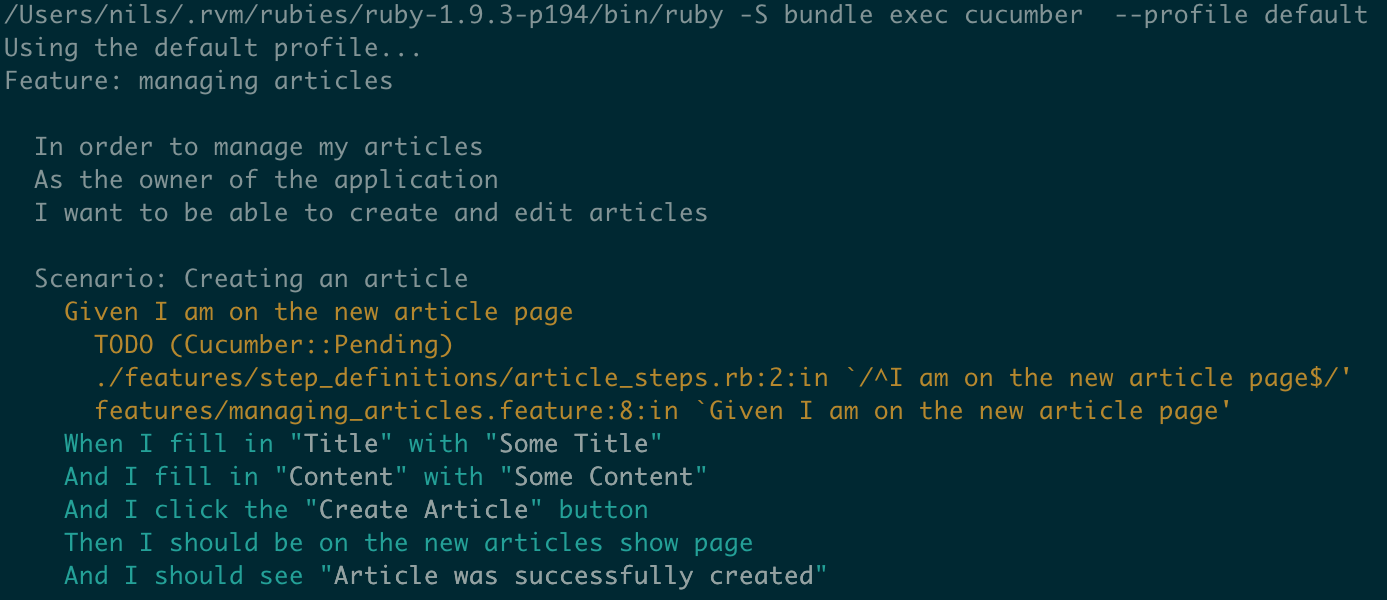 /Users/nils/.rvm/rubies/ruby-1.9.3-p194/bin/ruby -S bundle exec cucumber  --profile default
Using the default profile...
Feature: managing articles

  In order to manage my articles
  As the owner of the application
  I want to be able to create and edit articles

  Scenario: Creating an article
    Given I am on the new article page
      TODO (Cucumber::Pending)
      ./features/step_definitions/article_steps.rb:2:in `/^I am on the new article page$/'
      features/managing_articles.feature:8:in `Given I am on the new article page'
    When I fill in "Title" with "Some Title"
    And I fill in "Content" with "Some Content"
    And I click the "Create Article" button
    Then I should be on the new articles show page
    And I should see "Article was successfully created"